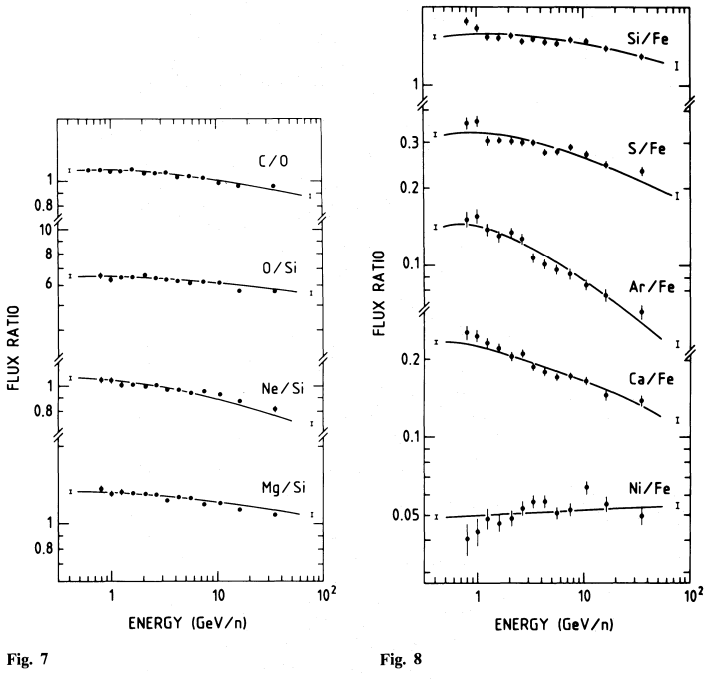 C/O
1
0.8
10
8
O/Si
6
Ne/Si
1
0.8
Mg/Si
1
0.8
FLUX RATIO
1
10
10²
ENERGY (GeV/n)
Fig. 7
Si/Fe
1
S/Fe
0.3
0.2
Ar/Fe
0.1
Ca/Fe
0.2
0.1
Ni/Fe
0.05
FLUX RATIO
1
10
10²
ENERGY (GeV/n)
Fig. 8